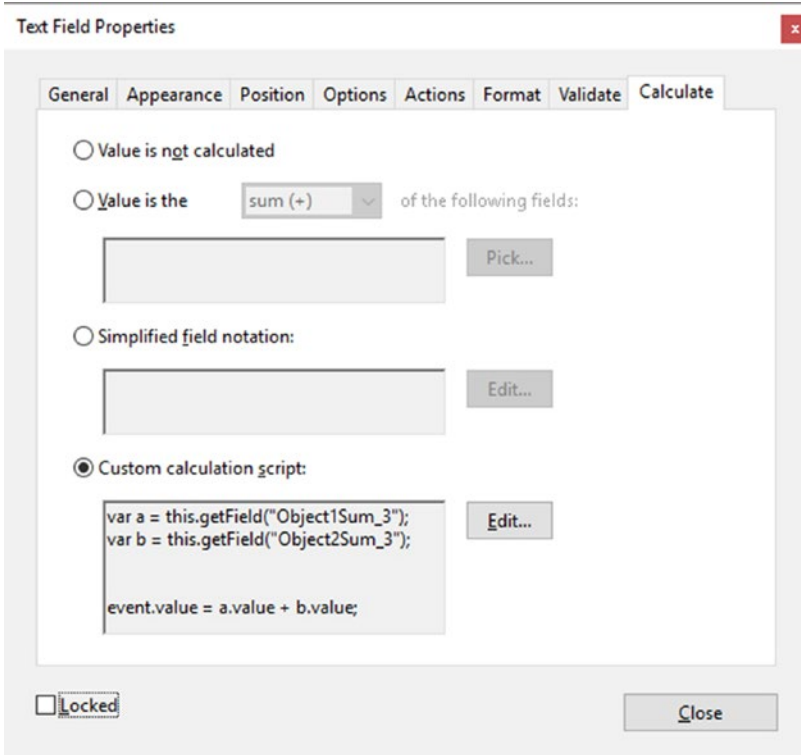 Text Field Properties
x
General Appearance Position Options Actions Format Validate Calculate
Value is not calculated
Value is the sum (+) of the following fields:
Pick...
Simplified field notation:
Edit...
Custom calculation script:
var a = this.getField("Object1Sum_3");
var b = this.getField("Object2Sum_3");
event.value = a.value + b.value;
Edit...
Locked
Close